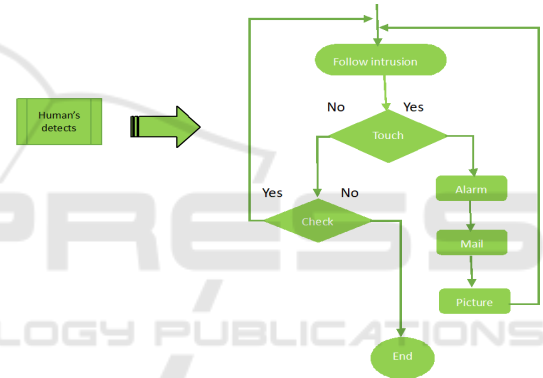 Follow intrusion
Human's
detects
No Yes
Touch
Alarm
Yes No
Check
Mail
Picture
End
PRESS
LOGY PUBLICATIONS